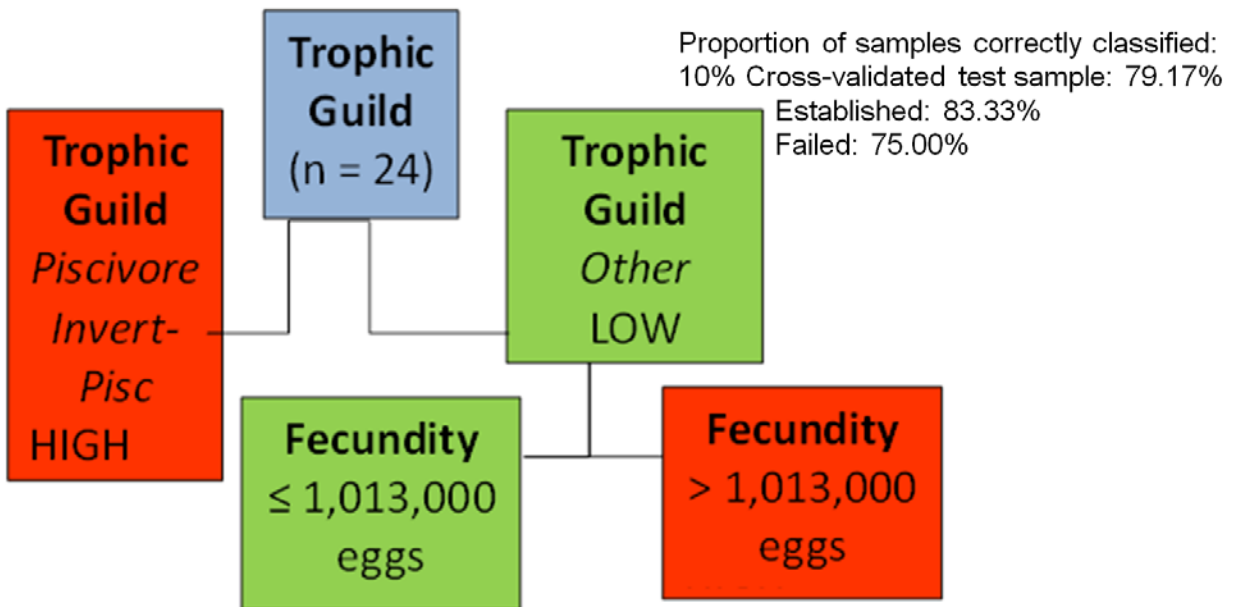 Trophic
Guild
(n = 24)
Proportion of samples correctly classified:
10% Cross-validated test sample: 79.17%
Established: 83.33%
Failed: 75.00%
Trophic
Guild
Piscivore
Invert-
Pisc
HIGH
Trophic
Guild
Other
LOW
Fecundity
≤ 1,013,000
eggs
Fecundity
> 1,013,000
eggs